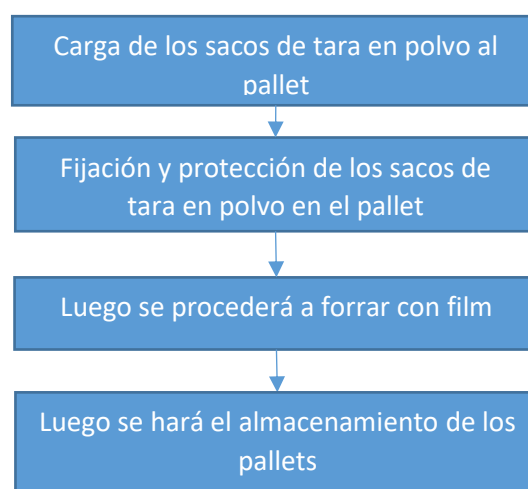 Carga de los sacos de tara en polvo al
pallet
Fijación y protección de los sacos de
tara en polvo en el pallet
Luego se procederá a forrar con film
Luego se hará el almacenamiento de los
pallets